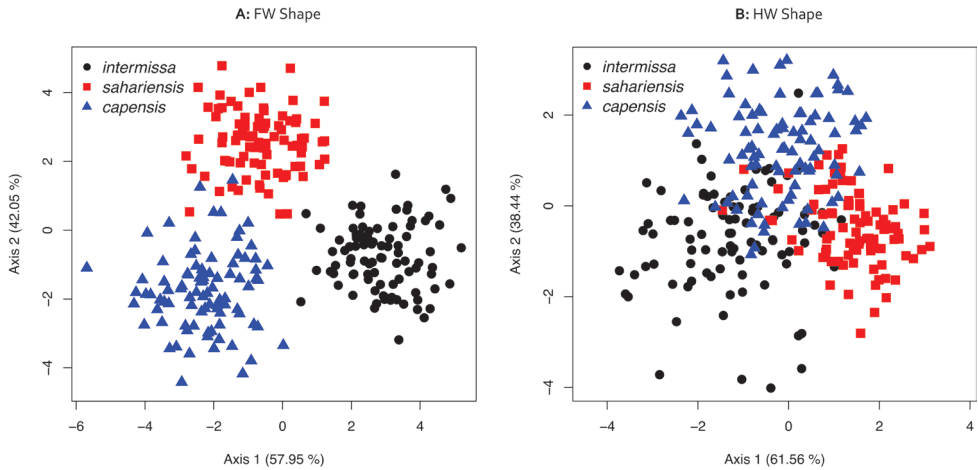 A: FW Shape
intermissa
sahariensis
capensis
4
2
0
−2
−4
Axis 2 (42.05 %)
−6 −4 −2 0 2 4 6
Axis 1 (57.95 %)
B: HW Shape
intermissa
sahariensis
capensis
2
0
−2
−4
Axis 2 (38.44 %)
−4 −2 0 2 4
Axis 1 (61.56 %)